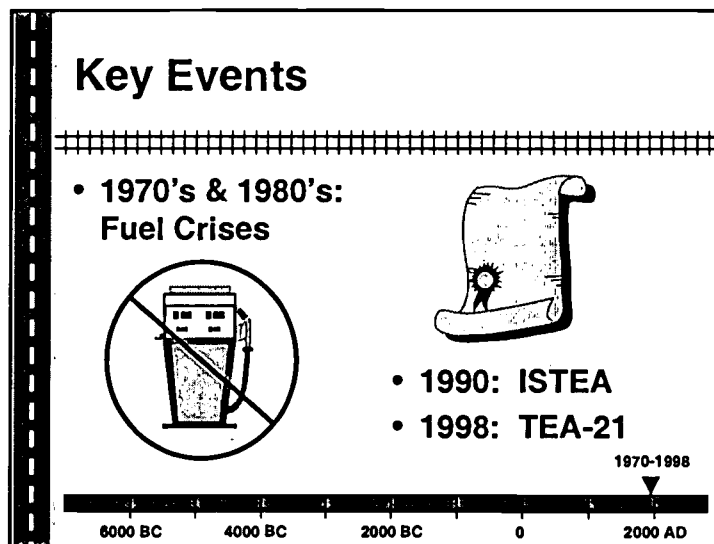 Key Events
• 1970's & 1980's:
Fuel Crises
• 1990: ISTEA
• 1998: TEA-21
1970-1998
6000 BC 4000 BC 2000 BC 0 2000 AD